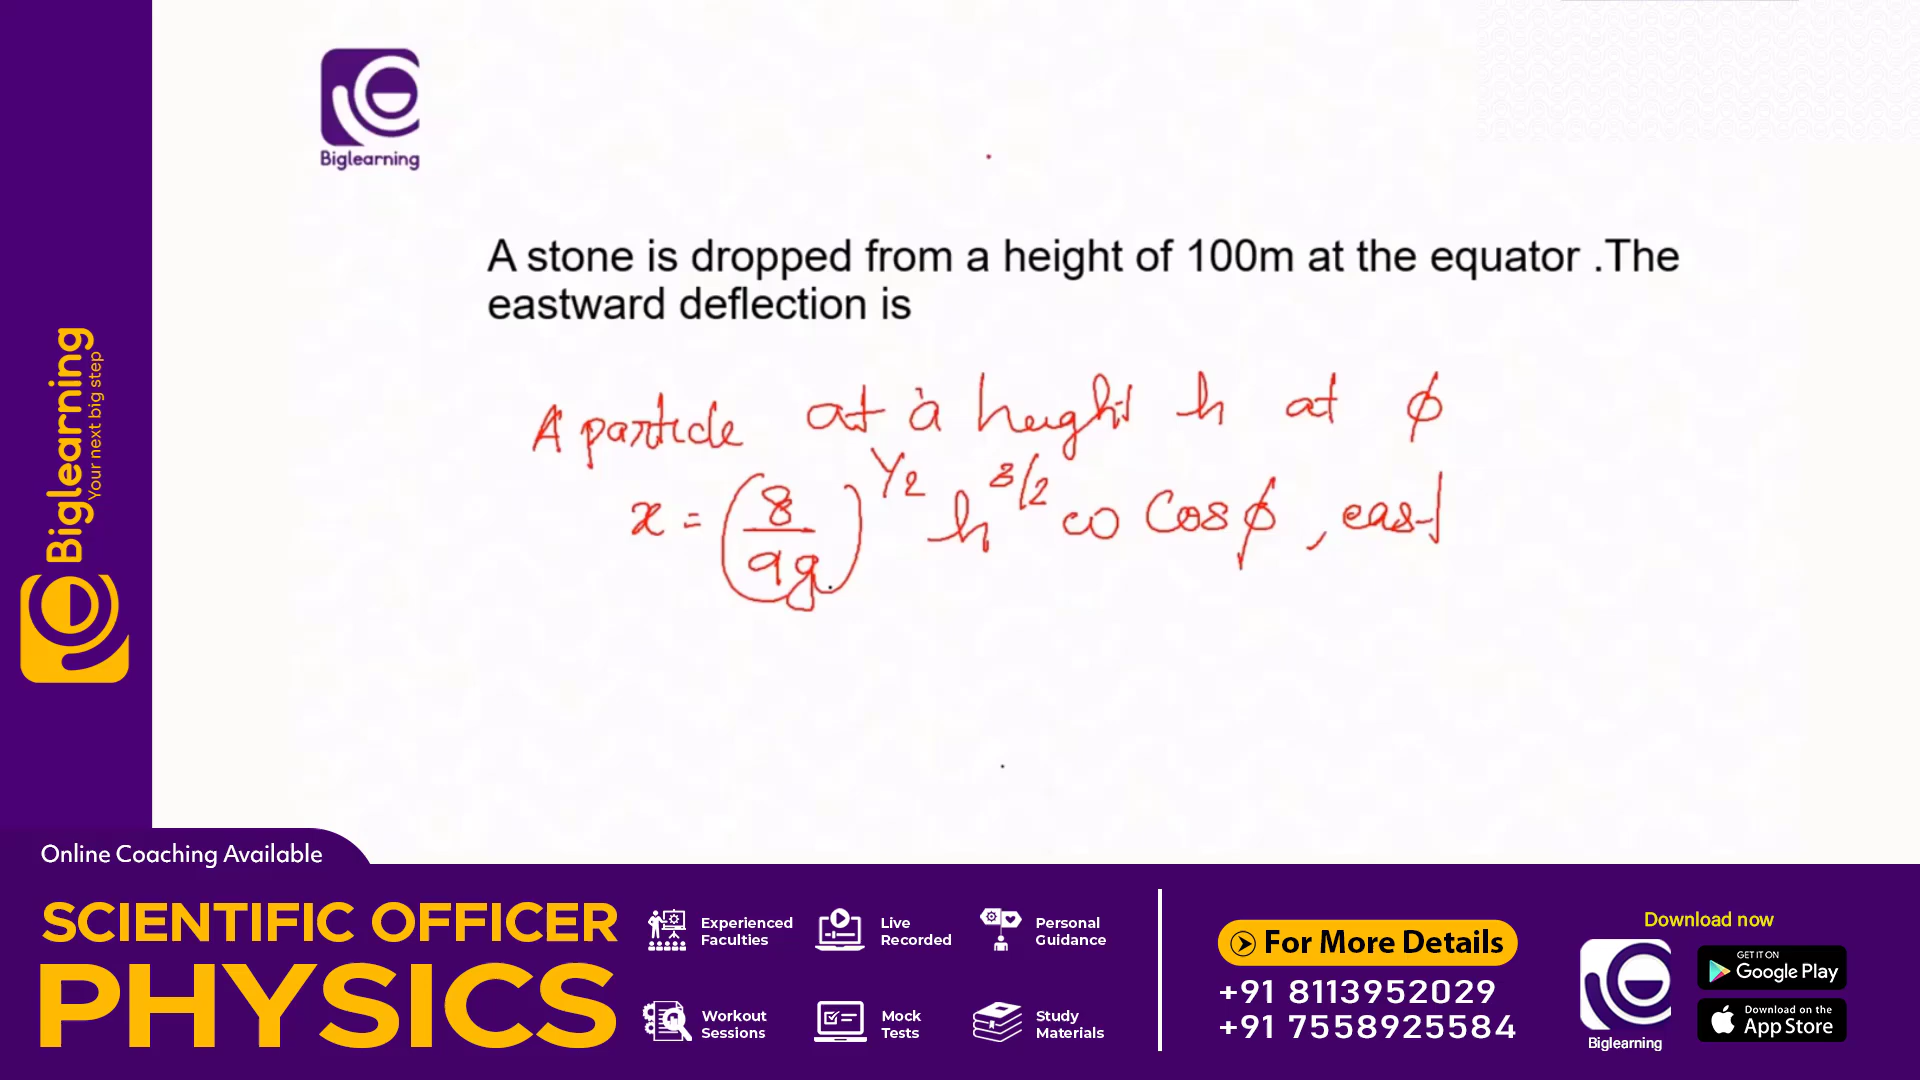 Biglearning
A stone is dropped from a height of 100m at the equator .The
eastward deflection is
A particle at a height h at ϕ
x = (8/9g)^1/2 h^3/2 ω Cos ϕ , east
Biglearning
Your next big step
Online Coaching Available
SCIENTIFIC OFFICER
PHYSICS
Experienced
Faculties
Live
Recorded
Personal
Guidance
Workout
Sessions
Mock
Tests
Study
Materials
For More Details
+91 8113952029
+91 7558925584
Download now
Biglearning
GET IT ON
Google Play
Download on the
App Store